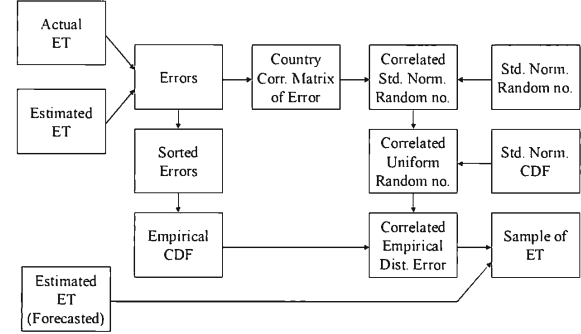 Actual
ET
Errors
Country
Corr. Matrix
of Error
Correlated
Std. Norm.
Random no.
Std. Norm.
Random no.
Estimated
ET
Sorted
Errors
Correlated
Uniform
Random no.
Std. Norm.
CDF
Empirical
CDF
Correlated
Empirical
Dist. Error
Sample of
ET
Estimated
ET
(Forecasted)